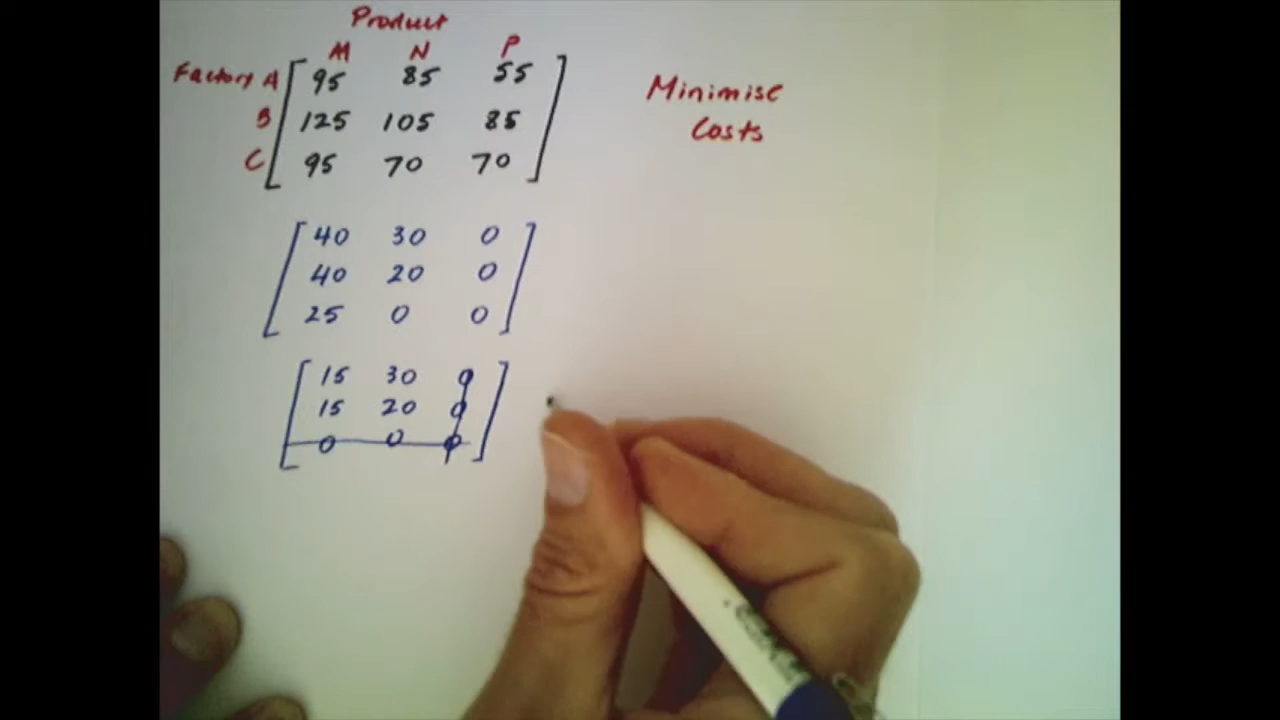 Product
M N P
Factory A 95 85 55
B 125 105 85
C 95 70 70
Minimise
Costs
40 30 0
40 20 0
25 0 0
15 30 0
15 20 0
0 0 0